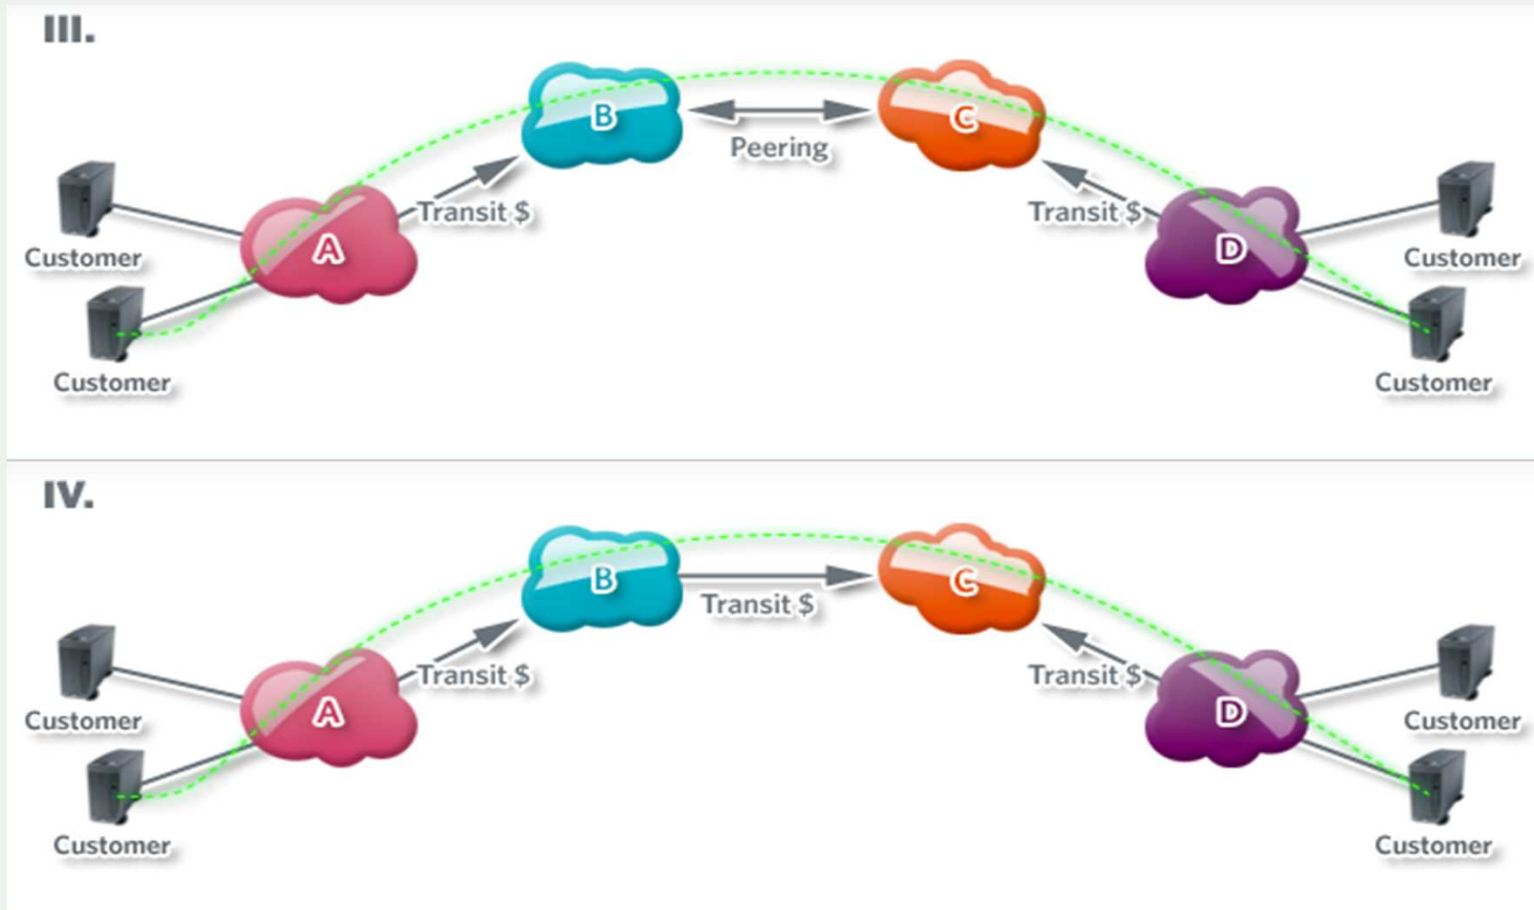 III.
B
C
Peering
Transit $
Transit $
A
D
Customer
Customer
Customer
Customer
IV.
B
C
Transit $
Transit $
Transit $
A
D
Customer
Customer
Customer
Customer